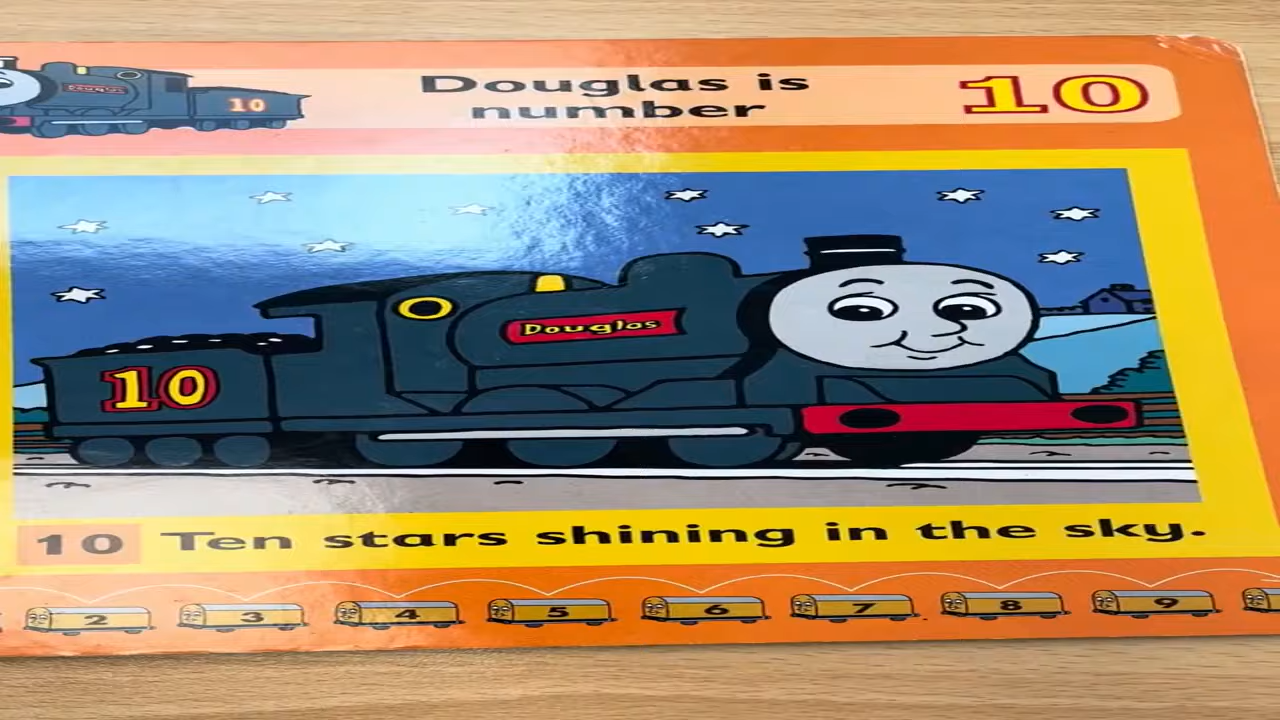 Douglas is
number
10
10
Douglas
10
10 Ten stars shining in the sky.
2 3 4 5 6 7 8 9